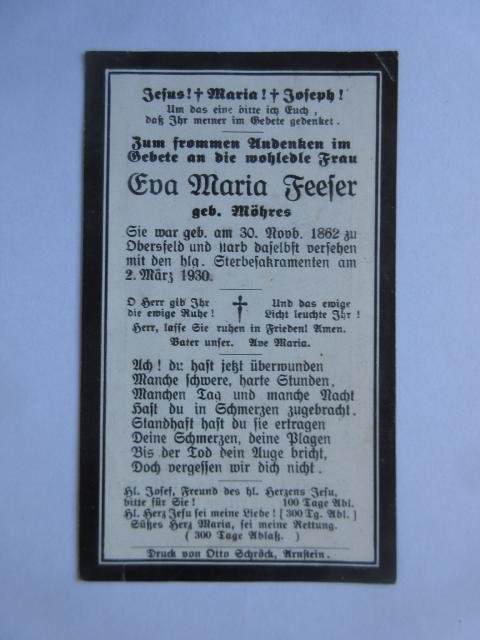 Jesus! † Maria! † Joseph!
Um das eine bitte ich Euch,
daß Ihr meiner im Gebete gedenket.
Zum frommen Andenken im
Gebete an die wohledle Frau
Eva Maria Feeser
geb. Möhres
Sie war geb. am 30. Novb. 1862 zu
Obersfeld und starb daselbst versehen
mit den hlg. Sterbesakramenten am
2. März 1930.
O Herr gib Ihr † Und das ewige
die ewige Ruhe! Licht leuchte Ihr!
Herr, lasse Sie ruhen in Frieden! Amen.
Vater unser. Ave Maria.
Ach! du hast jetzt überwunden
Manche schwere, harte Stunden,
Manchen Tag und manche Nacht
Hast du in Schmerzen zugebracht.
Standhaft hast du sie ertragen
Deine Schmerzen, deine Plagen
Bis der Tod dein Auge bricht,
Doch vergessen wir dich nicht.
Hl. Josef, Freund des hl. Herzens Jesu,
bitte für Sie! 100 Tage Abl.
Hl. Herz Jesu sei meine Liebe! [300 Tg. Abl.)
Süßes Herz Maria, sei meine Rettung.
(300 Tage Ablaß.)
Druck von Otto Schröck, Arnstein.